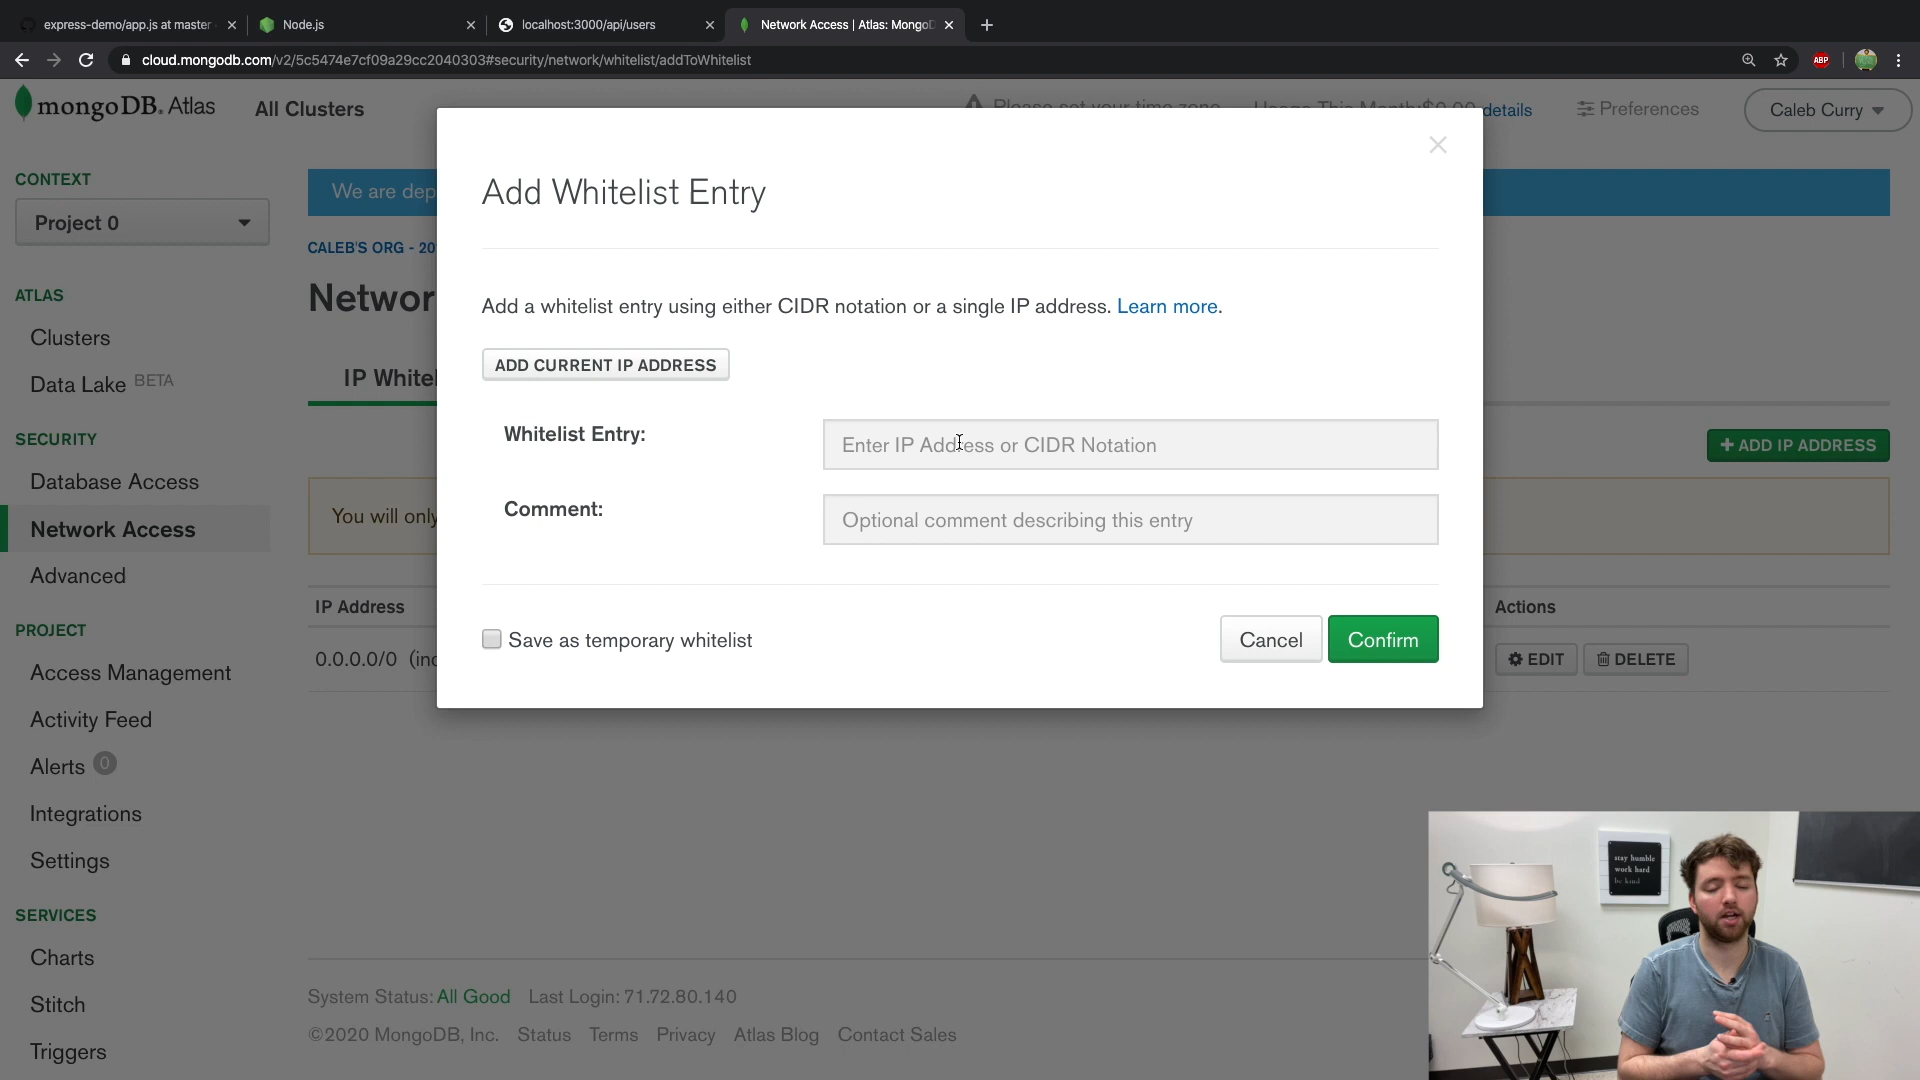 express-demo/app.js at master
Node.js
localhost:3000/api/users
Network Access | Atlas: MongoD
cloud.mongodb.com/v2/5c5474e7cf09a29cc2040303#security/network/whitelist/addToWhitelist
ABP
mongoDB. Atlas
All Clusters
Please set your time zone
Usage This Month: $0.00 details
Preferences
Caleb Curry
CONTEXT
Project 0
We are dep
CALEB'S ORG - 20
Networ
ATLAS
Clusters
Data Lake BETA
IP Whitel
SECURITY
Database Access
Network Access
Advanced
+ ADD IP ADDRESS
You will only
IP Address
Actions
0.0.0.0/0 (inc
EDIT
DELETE
PROJECT
Access Management
Activity Feed
Alerts 0
Integrations
Settings
SERVICES
Charts
Stitch
Triggers
Add Whitelist Entry
Add a whitelist entry using either CIDR notation or a single IP address. Learn more.
ADD CURRENT IP ADDRESS
Whitelist Entry:
Enter IP Address or CIDR Notation
Comment:
Optional comment describing this entry
Save as temporary whitelist
Cancel
Confirm
System Status: All Good Last Login: 71.72.80.140
©2020 MongoDB, Inc. Status Terms Privacy Atlas Blog Contact Sales
stay humble
work hard
be kind